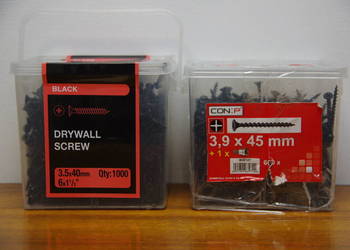 BLACK
DRYWALL
SCREW
3.5x40mm Qty:1000
6x1½"
CON:P
3,9 x 45 mm
+ 1 x